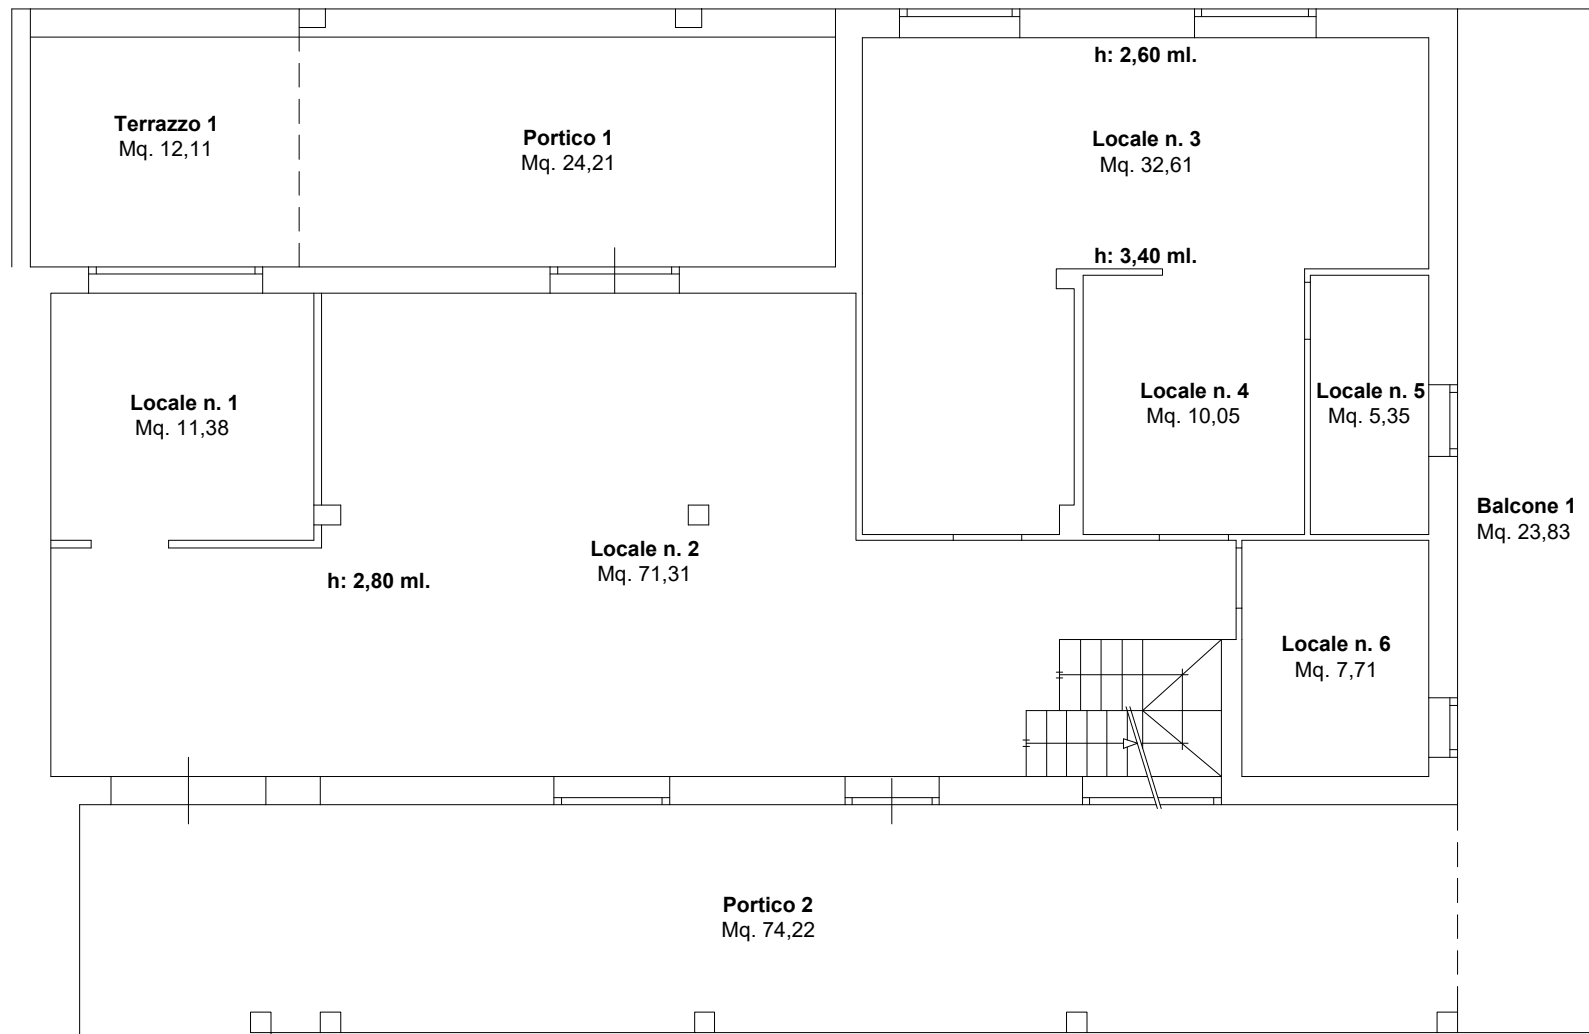 h: 2,60 ml.
Terrazzo 1
Mq. 12,11
Portico 1
Mq. 24,21
Locale n. 3
Mq. 32,61
h: 3,40 ml.
Locale n. 1
Mq. 11,38
Locale n. 4
Mq. 10,05
Locale n. 5
Mq. 5,35
Balcone 1
Mq. 23,83
Locale n. 2
Mq. 71,31
h: 2,80 ml.
Locale n. 6
Mq. 7,71
Portico 2
Mq. 74,22